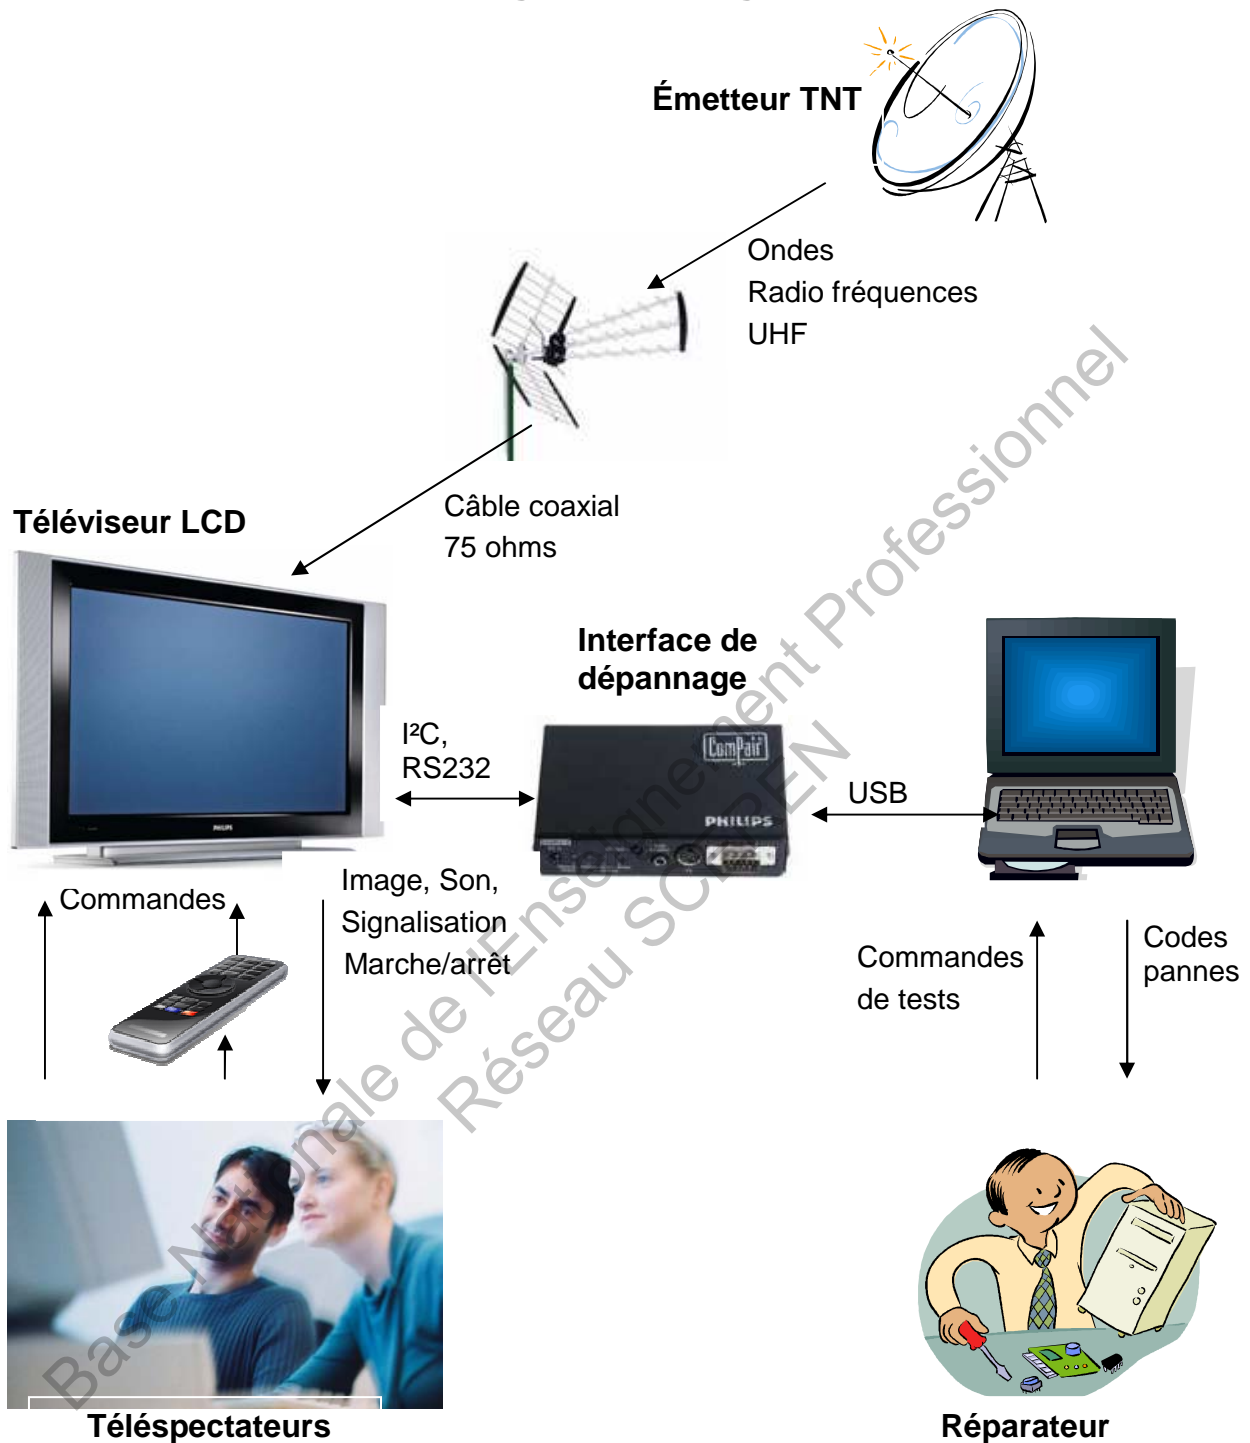 Émetteur TNT
Ondes
Radio fréquences
UHF
Câble coaxial
75 ohms
Téléviseur LCD
Interface de
dépannage
I²C,
RS232
ComPair
PHILIPS
PHILIPS
USB
Commandes
Image, Son,
Signalisation
Marche/arrêt
Commandes
de tests
Codes
pannes
Téléspectateurs
Réparateur
Base Nationale de l'Enseignement Professionnel
Réseau SCEREN